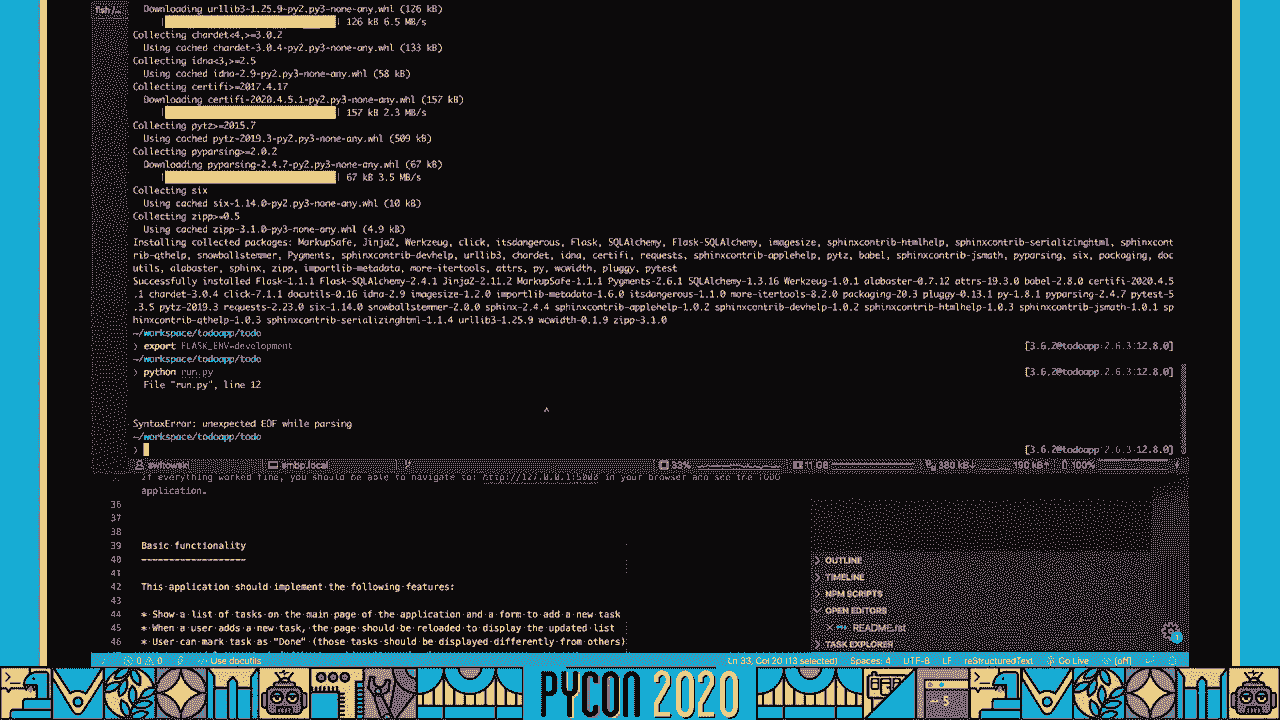 fish /...
Downloading urllib3-1.25.9-py2.py3-none-any.whl (126 kB)
| | 126 kB 6.5 MB/s
Collecting chardet<4,>=3.0.2
Using cached chardet-3.0.4-py2.py3-none-any.whl (133 kB)
Collecting idna<3,>=2.5
Using cached idna-2.9-py2.py3-none-any.whl (58 kB)
Collecting certifi>=2017.4.17
Downloading certifi-2020.4.5.1-py2.py3-none-any.whl (157 kB)
| | 157 kB 2.3 MB/s
Collecting pytz>=2015.7
Using cached pytz-2019.3-py2.py3-none-any.whl (509 kB)
Collecting pyparsing>=2.0.2
Downloading pyparsing-2.4.7-py2.py3-none-any.whl (67 kB)
| | 67 kB 3.5 MB/s
Collecting six
Using cached six-1.14.0-py2.py3-none-any.whl (10 kB)
Collecting zipp>=0.5
Using cached zipp-3.1.0-py3-none-any.whl (4.9 kB)
Installing collected packages: MarkupSafe, Jinja2, Werkzeug, click, itsdangerous, Flask, SQLAlchemy, Flask-SQLAlchemy, imagesize, sphinxcontrib-htmlhelp, sphinxcontrib-serializinghtml, sphinxcont
rib-qthelp, snowballstemmer, Pygments, sphinxcontrib-devhelp, urllib3, chardet, idna, certifi, requests, sphinxcontrib-applehelp, pytz, babel, sphinxcontrib-jsmath, pyparsing, six, packaging, doc
utils, alabaster, sphinx, zipp, importlib-metadata, more-itertools, attrs, py, wcwidth, pluggy, pytest
Successfully installed Flask-1.1.1 Flask-SQLAlchemy-2.4.1 Jinja2-2.11.2 MarkupSafe-1.1.1 Pygments-2.6.1 SQLAlchemy-1.3.16 Werkzeug-1.0.1 alabaster-0.7.12 attrs-19.3.0 babel-2.8.0 certifi-2020.4.5
.1 chardet-3.0.4 click-7.1.1 docutils-0.16 idna-2.9 imagesize-1.2.0 importlib-metadata-1.6.0 itsdangerous-1.1.0 more-itertools-8.2.0 packaging-20.3 pluggy-0.13.1 py-1.8.1 pyparsing-2.4.7 pytest-5
.3.5 pytz-2019.3 requests-2.23.0 six-1.14.0 snowballstemmer-2.0.0 sphinx-2.4.4 sphinxcontrib-applehelp-1.0.2 sphinxcontrib-devhelp-1.0.2 sphinxcontrib-htmlhelp-1.0.3 sphinxcontrib-jsmath-1.0.1 sp
hinxcontrib-qthelp-1.0.3 sphinxcontrib-serializinghtml-1.1.4 urllib3-1.25.9 wcwidth-0.1.9 zipp-3.1.0
~/workspace/todoapp/todo
❯ export FLASK_ENV=development [3.6.2@todoapp:2.6.3:12.8.0]
~/workspace/todoapp/todo
❯ python run.py [3.6.2@todoapp:2.6.3:12.8.0]
File "run.py", line 12
^
SyntaxError: unexpected EOF while parsing
~/workspace/todoapp/todo
❯ [3.6.2@todoapp:2.6.3:12.8.0]
switowski smbp.local 33% 11 GB 380 kB↓ 190 kB↑ 100%
If everything worked fine, you should be able to navigate to: http://127.0.0.1:5000 in your browser and see the TODO
application.
36
37
38
39 Basic functionality
40 -------------------
41
42 This application should implement the following features:
43
44 * Show a list of tasks on the main page of the application and a form to add a new task
45 * When a user adds a new task, the page should be reloaded to display the updated list
46 * User can mark task as "Done" (those tasks should be displayed differently from others)
OUTLINE
TIMELINE
NPM SCRIPTS
OPEN EDITORS
README.rst
TASK EXPLORER
1
0 0 Use docutils Ln 33, Col 20 (13 selected) Spaces: 4 UTF-8 LF reStructuredText Go Live [off]
PYCON 2020